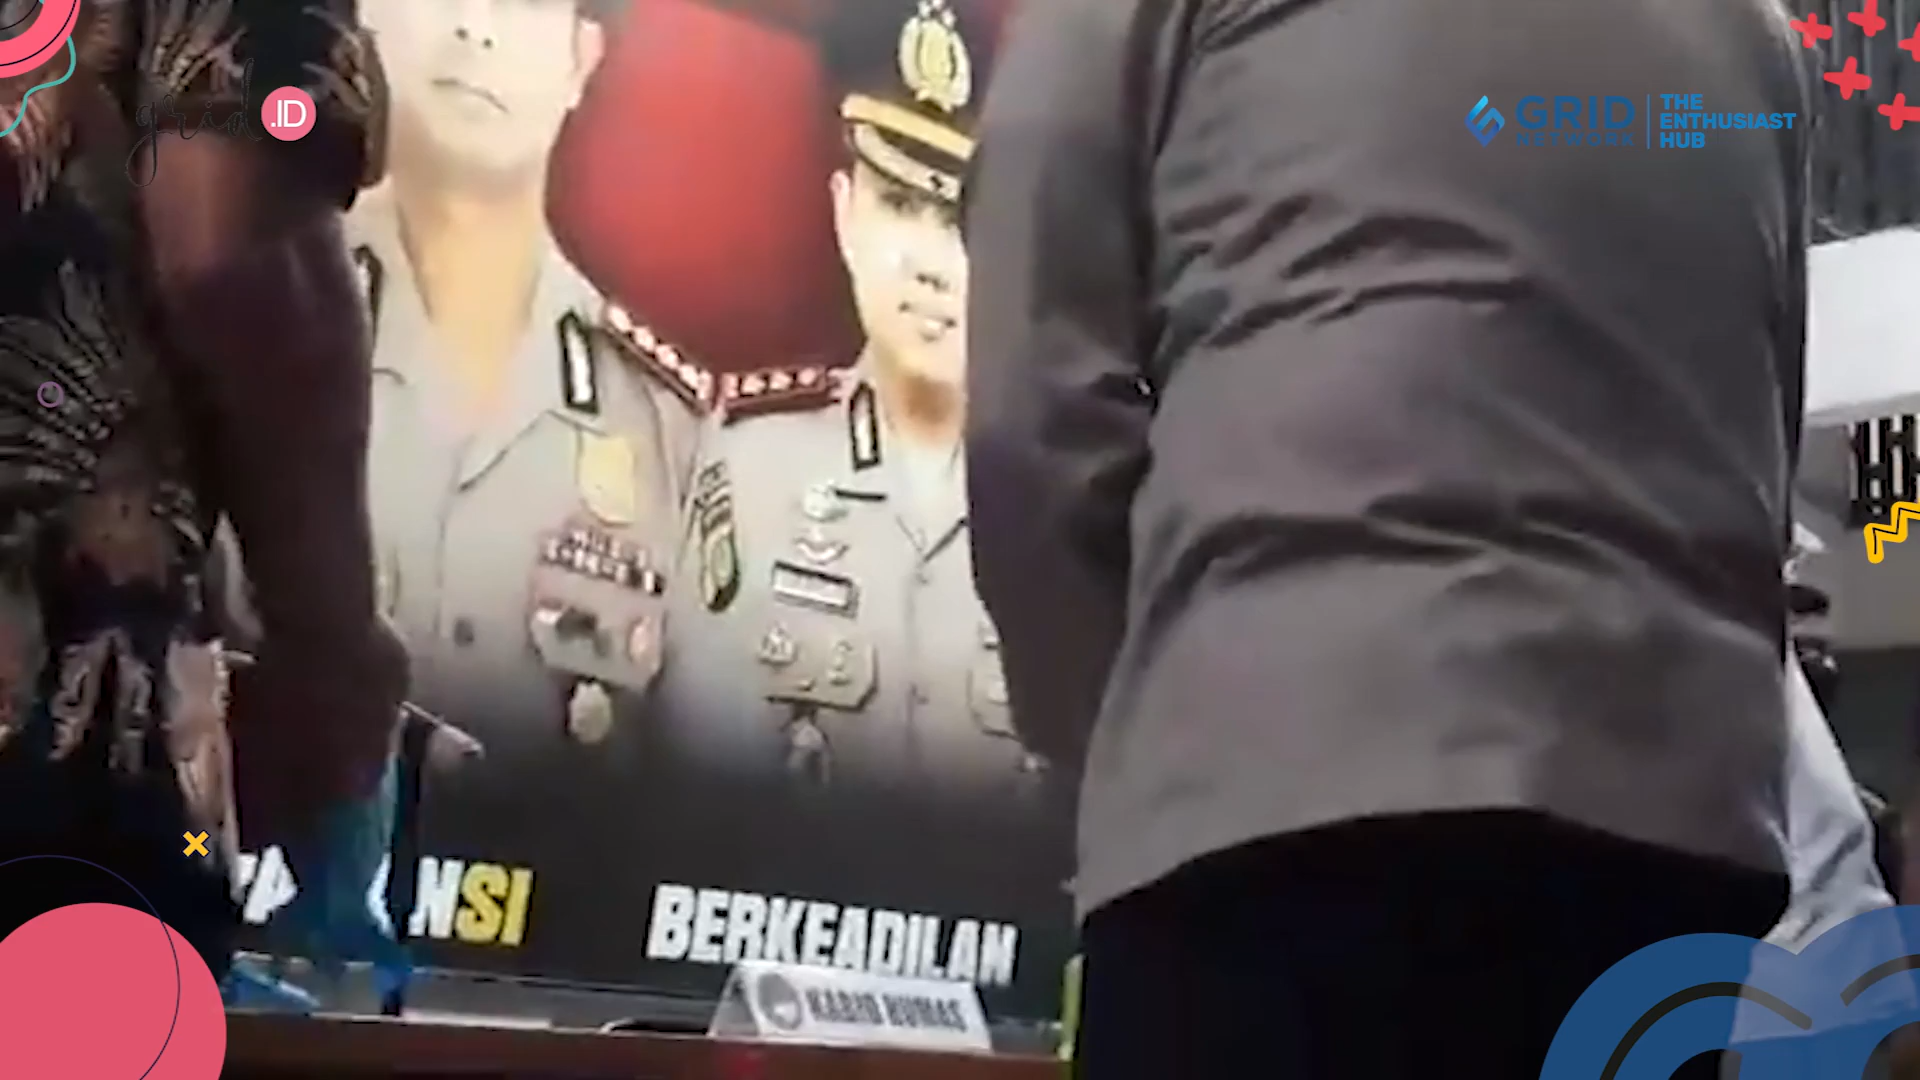 grid .ID
GRID
NETWORK
THE
ENTHUSIAST
HUB
NSI
BERKEADILAN
KABID HUMAS